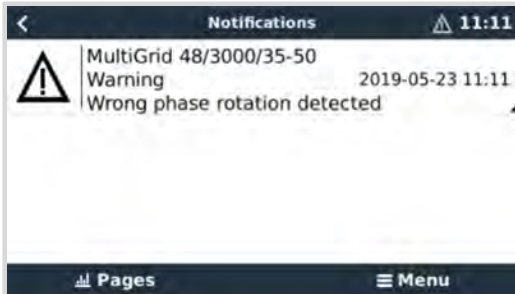 Notifications 11:11
MultiGrid 48/3000/35-50
Warning 2019-05-23 11:11
Wrong phase rotation detected
Pages Menu